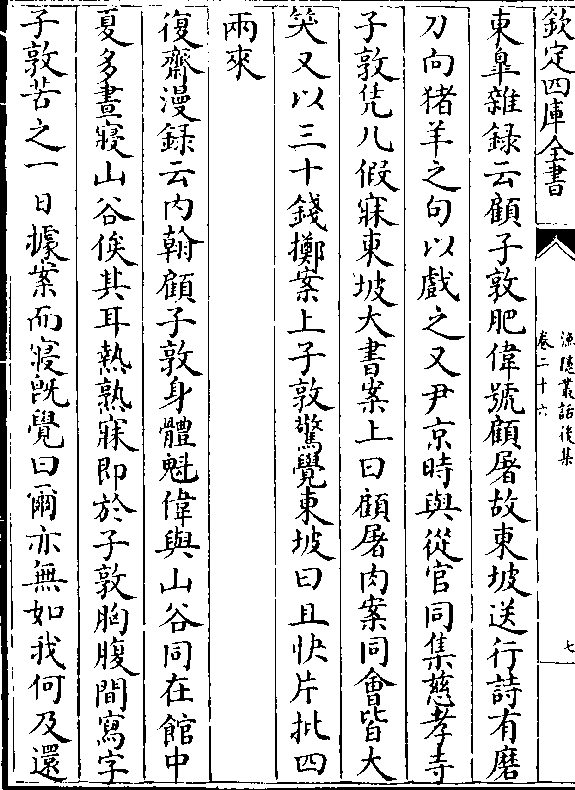 欽定四庫全書
漁隱叢話後集
卷二十六
七
東臯雜録云顧子敦肥偉號顧屠故東坡送行詩有磨
刀向猪羊之句以戲之又尹京時與從官同集慈孝寺
子敦凭几假寐東坡大書案上曰顧屠肉案同會皆大
笑又以三十錢擲案上子敦驚覺東坡曰且快片批四
兩來
復齋漫録云内翰顧子敦身體魁偉與山谷同在館中
夏多晝寢山谷俟其耳熱熟寐即於子敦胸腹間寫字
子敦苦之一日據案而寢既覺曰爾亦無如我何及還